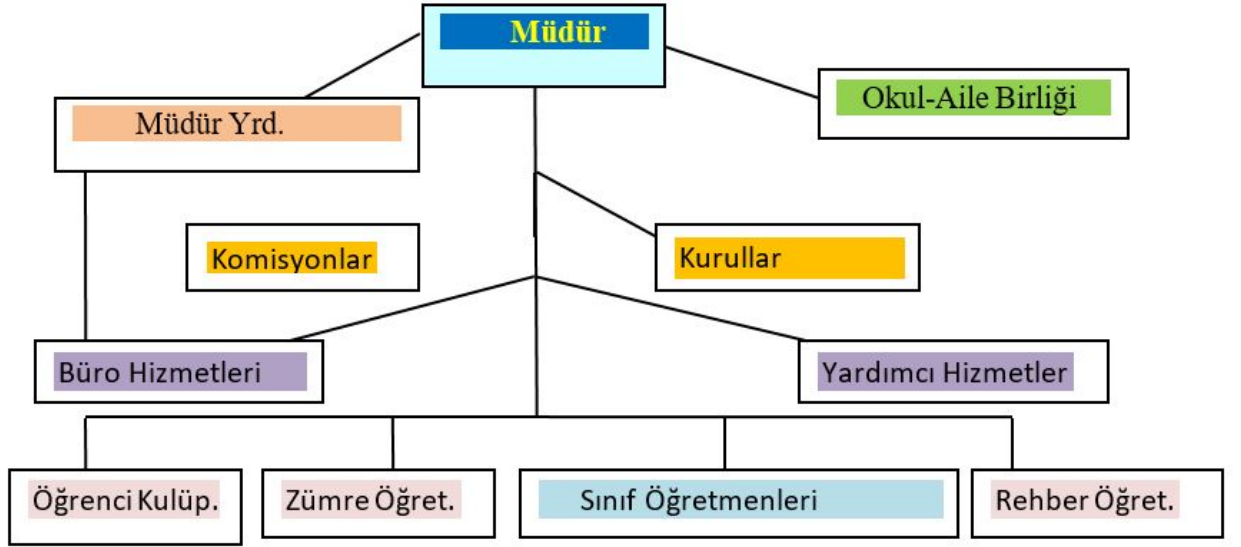 Müdür
Okul-Aile Birliği
Müdür Yrd.
Komisyonlar
Kurullar
Büro Hizmetleri
Yardımcı Hizmetler
Öğrenci Kulüp.
Zümre Öğret.
Sınıf Öğretmenleri
Rehber Öğret.